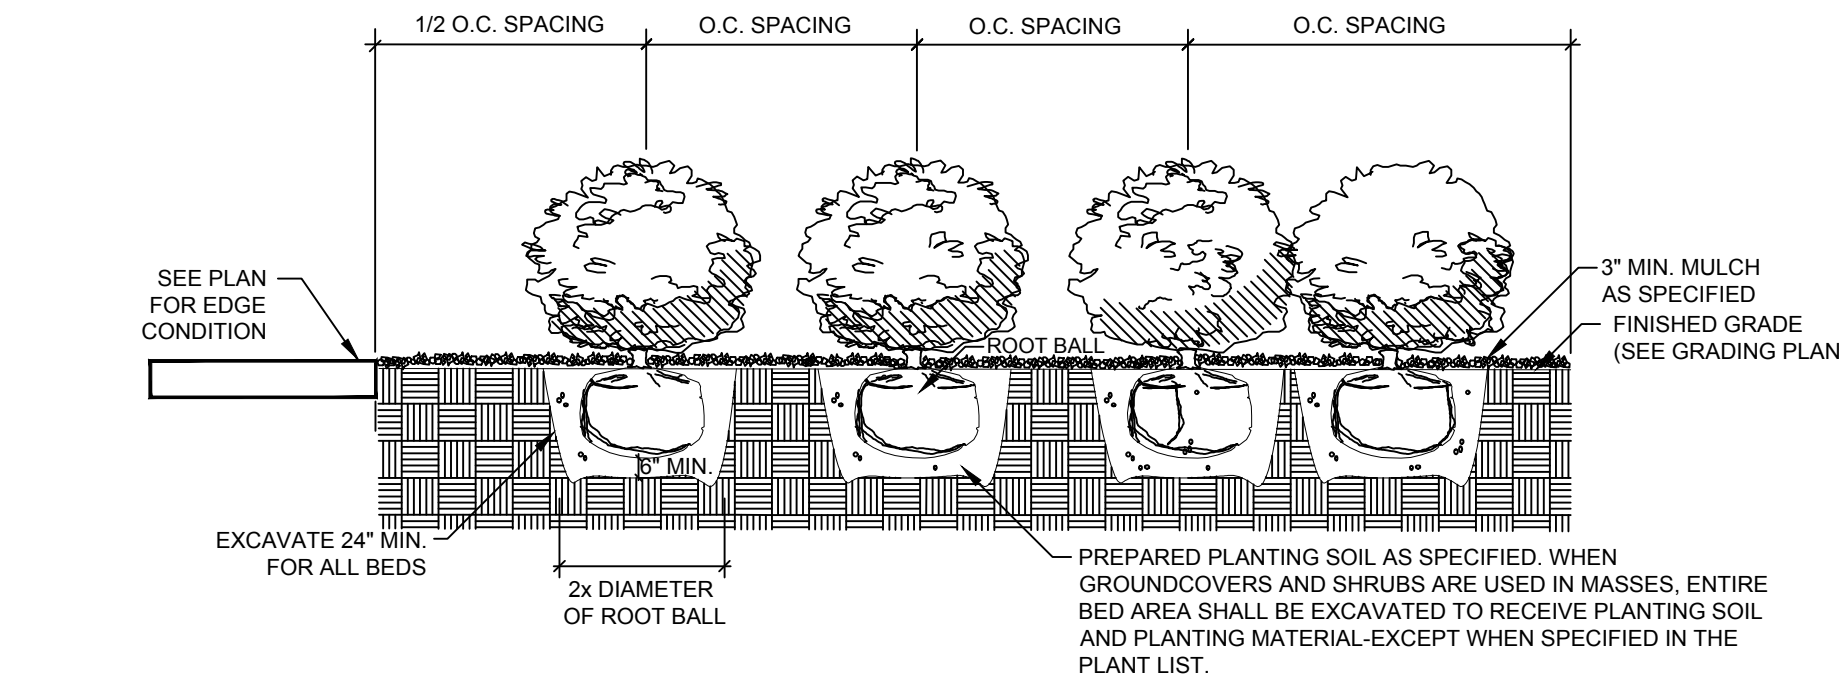 1/2 O.C. SPACING
O.C. SPACING
O.C. SPACING
O.C. SPACING
SEE PLAN
FOR EDGE
CONDITION
3" MIN. MULCH
AS SPECIFIED
FINISHED GRADE
(SEE GRADING PLAN
ROOT BALL
6" MIN.
EXCAVATE 24" MIN.
FOR ALL BEDS
2x DIAMETER
OF ROOT BALL
PREPARED PLANTING SOIL AS SPECIFIED. WHEN
GROUNDCOVERS AND SHRUBS ARE USED IN MASSES, ENTIRE
BED AREA SHALL BE EXCAVATED TO RECEIVE PLANTING SOIL
AND PLANTING MATERIAL-EXCEPT WHEN SPECIFIED IN THE
PLANT LIST.